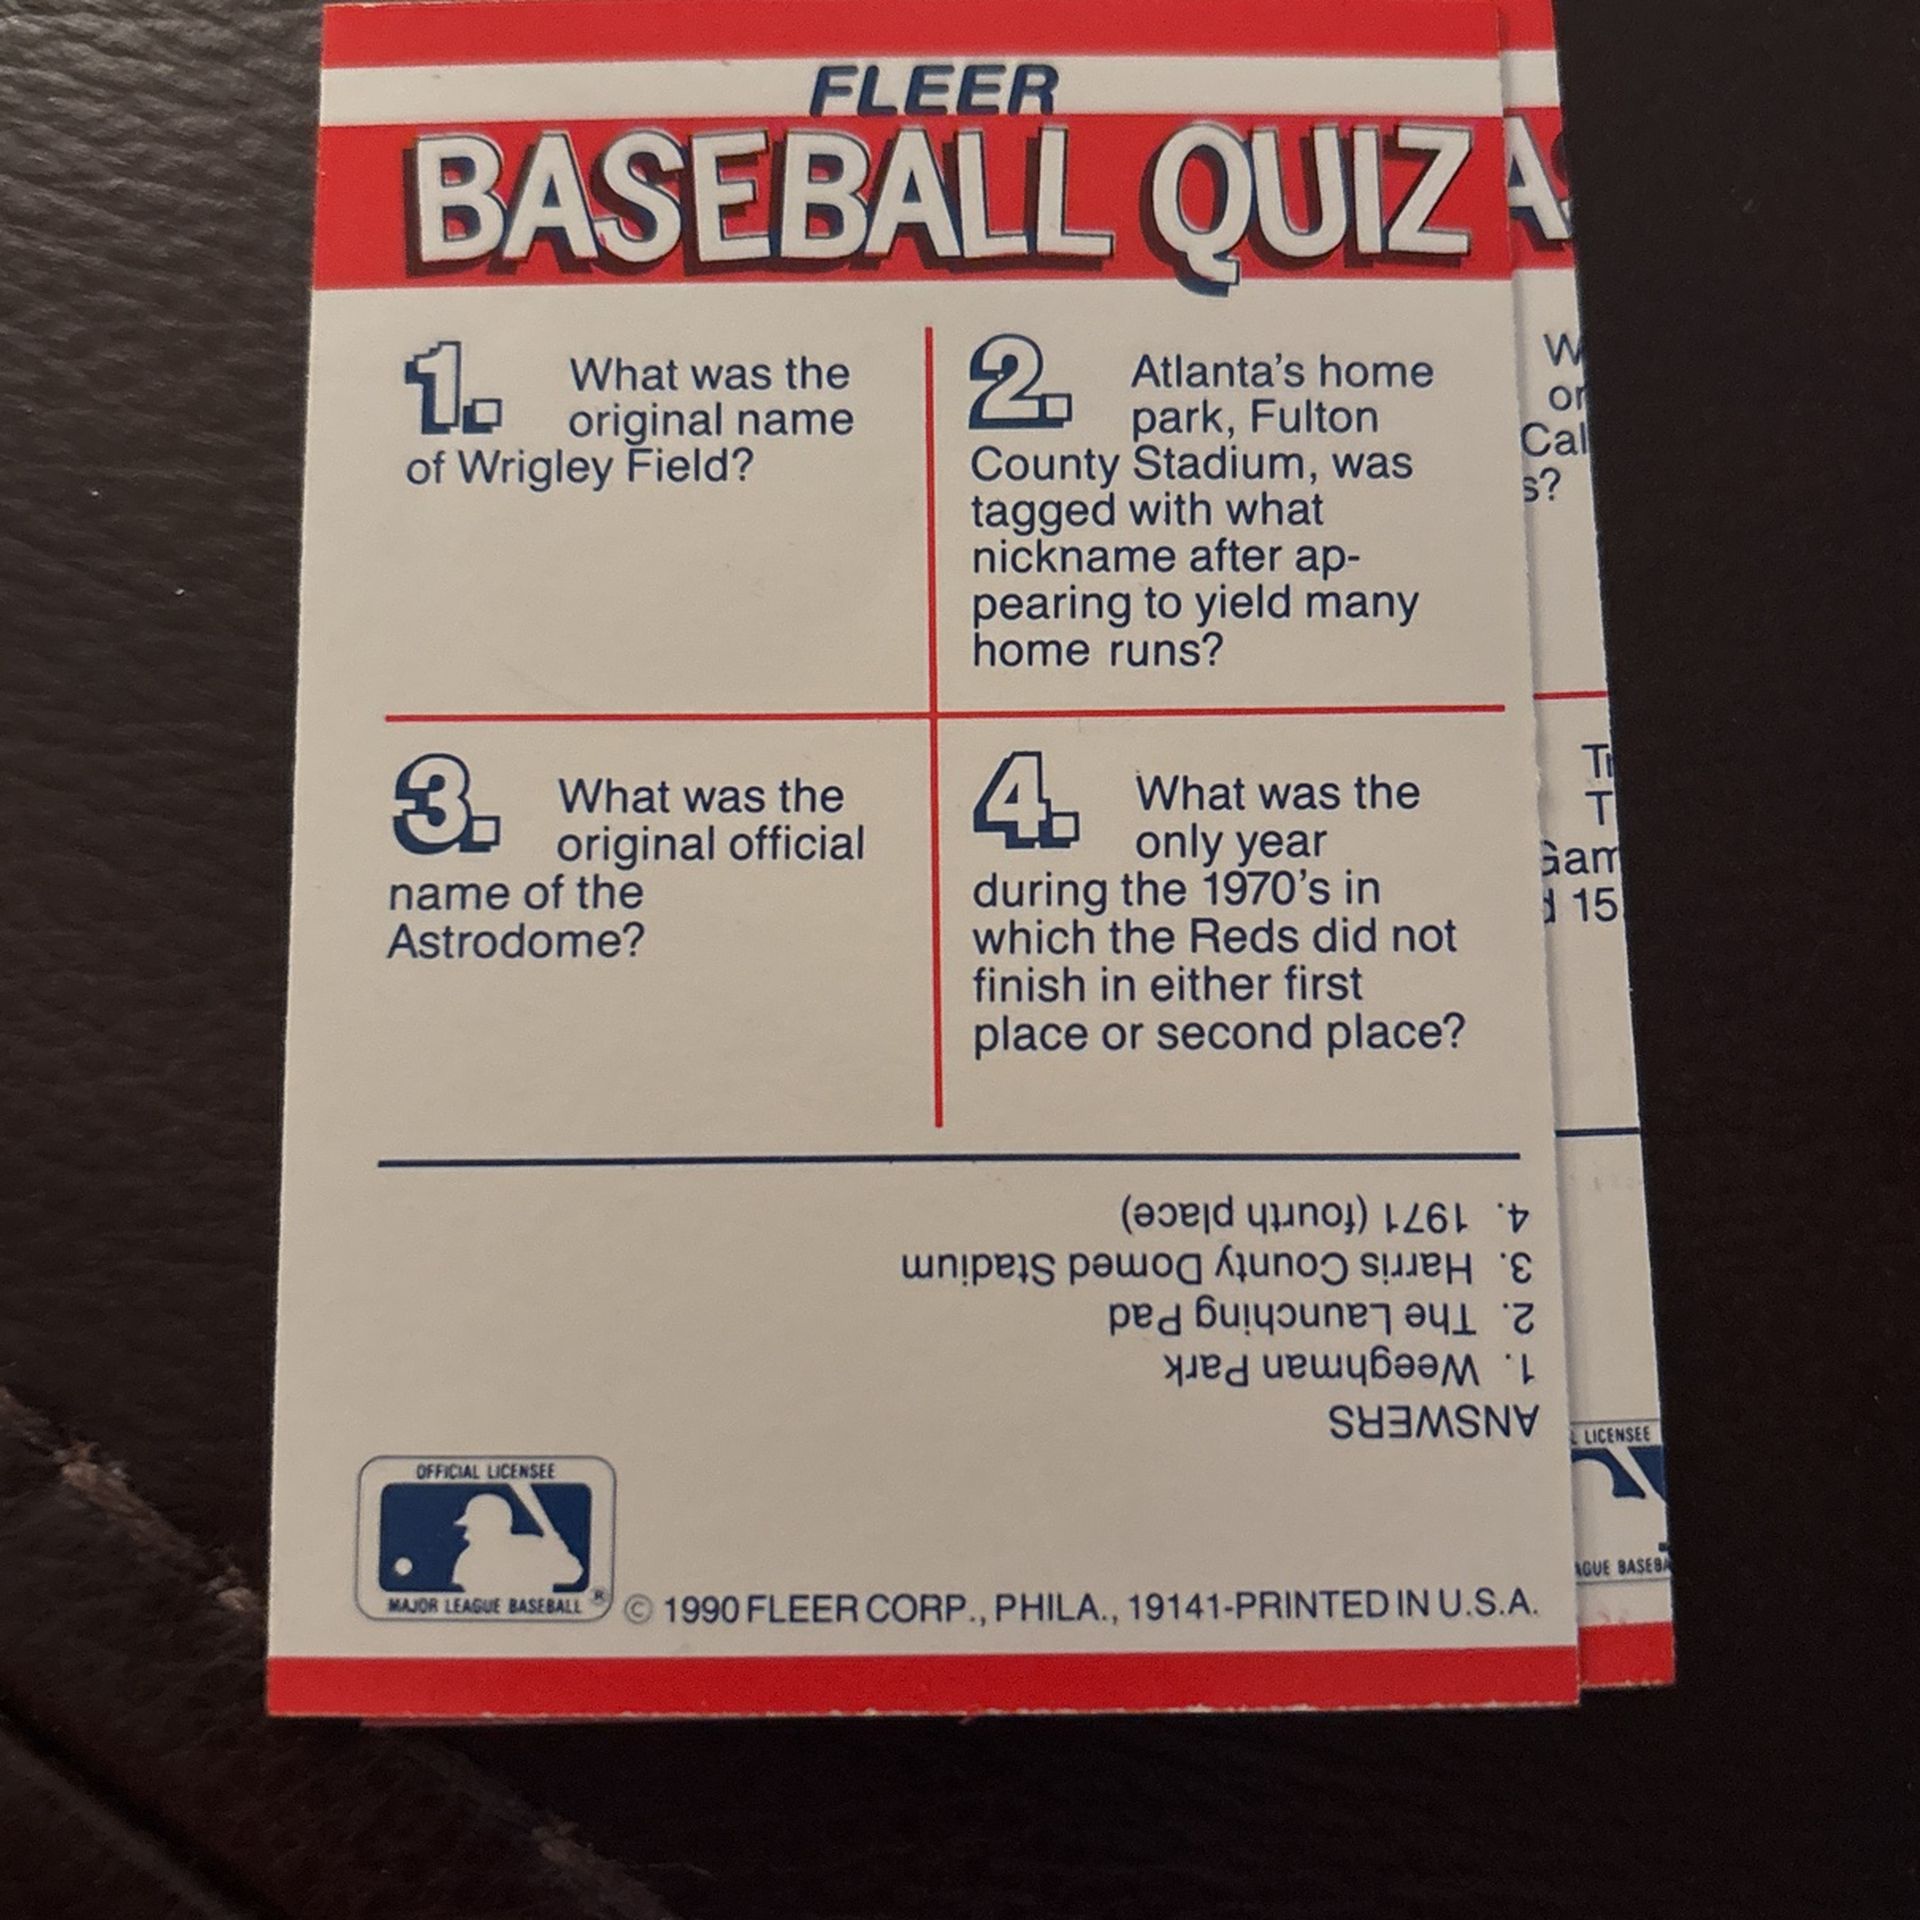 FLEER
BASEBALL QUIZ
1. What was the
original name
of Wrigley Field?
2. Atlanta's home
park, Fulton
County Stadium, was
tagged with what
nickname after ap-
pearing to yield many
home runs?
3. What was the
original official
name of the
Astrodome?
4. What was the
only year
during the 1970's in
which the Reds did not
finish in either first
place or second place?
ANSWERS
1. Weeghman Park
2. The Launching Pad
3. Harris County Domed Stadium
4. 1971 (fourth place)
OFFICIAL LICENSEE
MAJOR LEAGUE BASEBALL ®
© 1990 FLEER CORP., PHILA., 19141-PRINTED IN U.S.A.
s?
15
LICENSEE